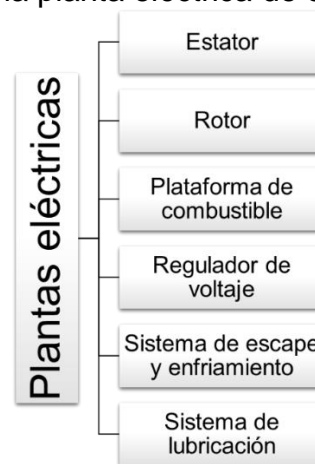 planta eléctrica de
Plantas eléctricas
Estator
Rotor
Plataforma de
combustible
Regulador de
voltaje
Sistema de escape
y enfriamiento
Sistema de
lubricación